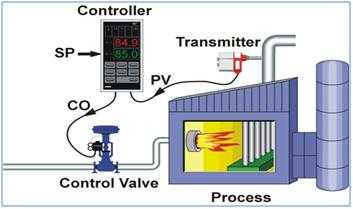 Controller
84.9
85.0
SP
Transmitter
PV
CO
Control Valve
Process